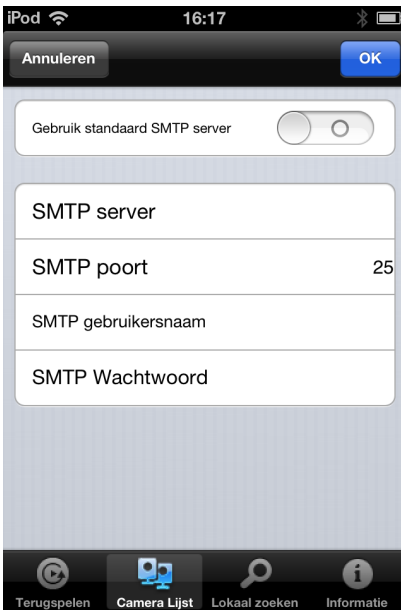 iPod 16:17
Annuleren OK
Gebruik standaard SMTP server
SMTP server
SMTP poort 25
SMTP gebruikersnaam
SMTP Wachtwoord
Terugspelen Camera Lijst Lokaal zoeken Informatie